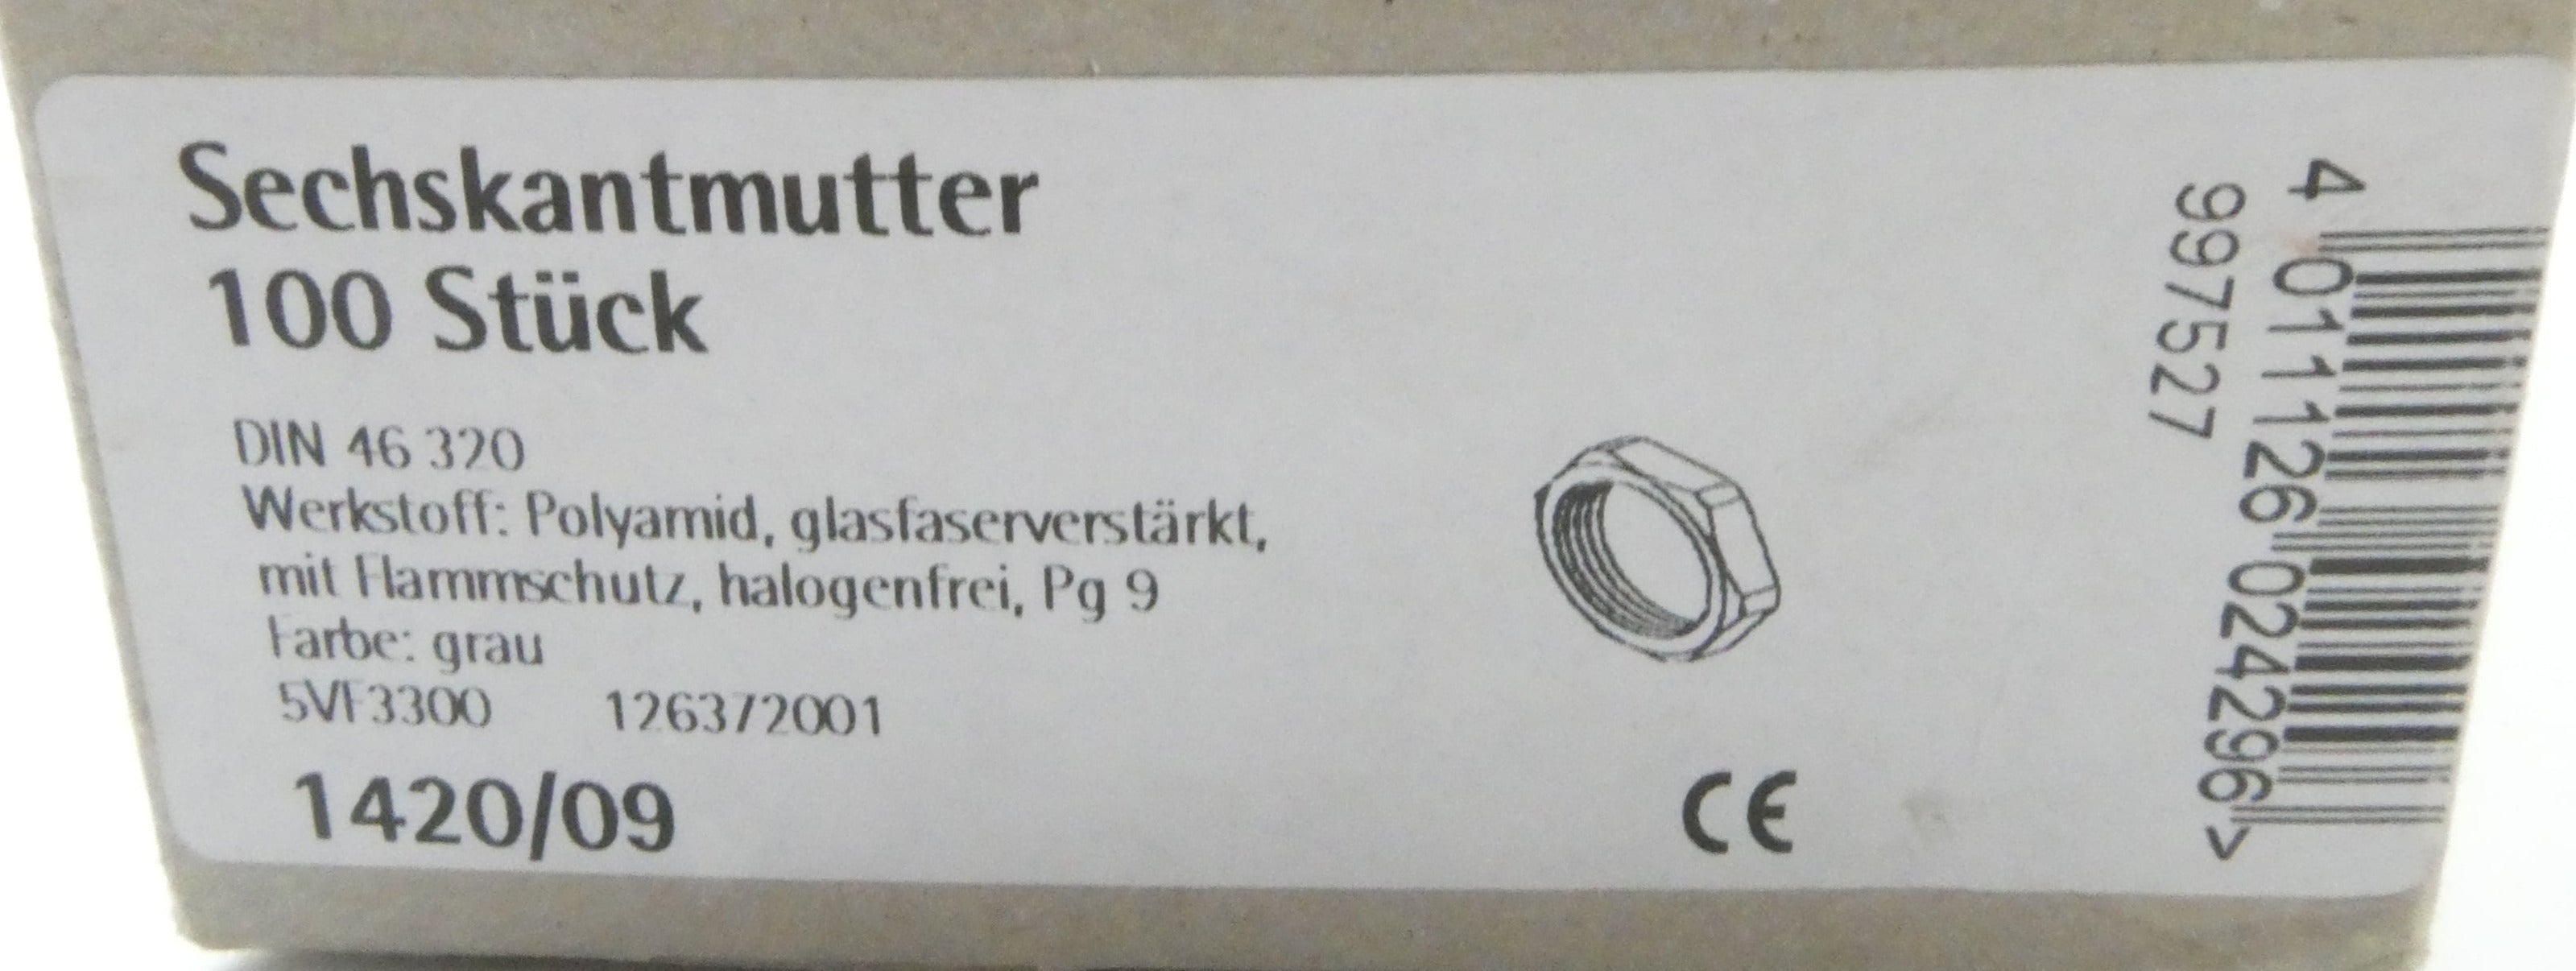 Sechskantmutter
100 Stück
DIN 46 320
Werkstoff: Polyamid, glasfaserverstärkt,
mit Flammschutz, halogenfrei, Pg 9
Farbe: grau
5VF3300 126372001
1420/09
CE
4 011126 024296>
997527